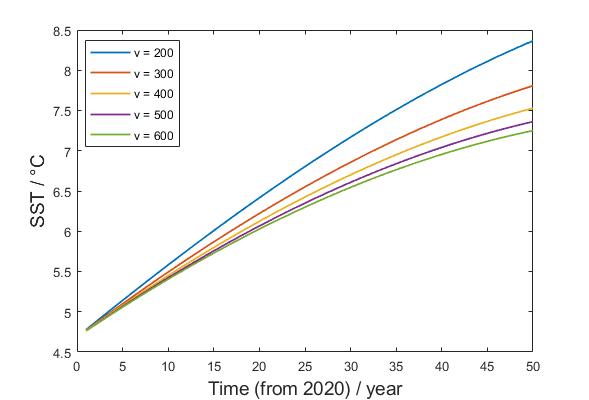 8.5
8
7.5
7
6.5
6
5.5
5
4.5
SST / °C
v = 200
v = 300
v = 400
v = 500
v = 600
0 5 10 15 20 25 30 35 40 45 50
Time (from 2020) / year